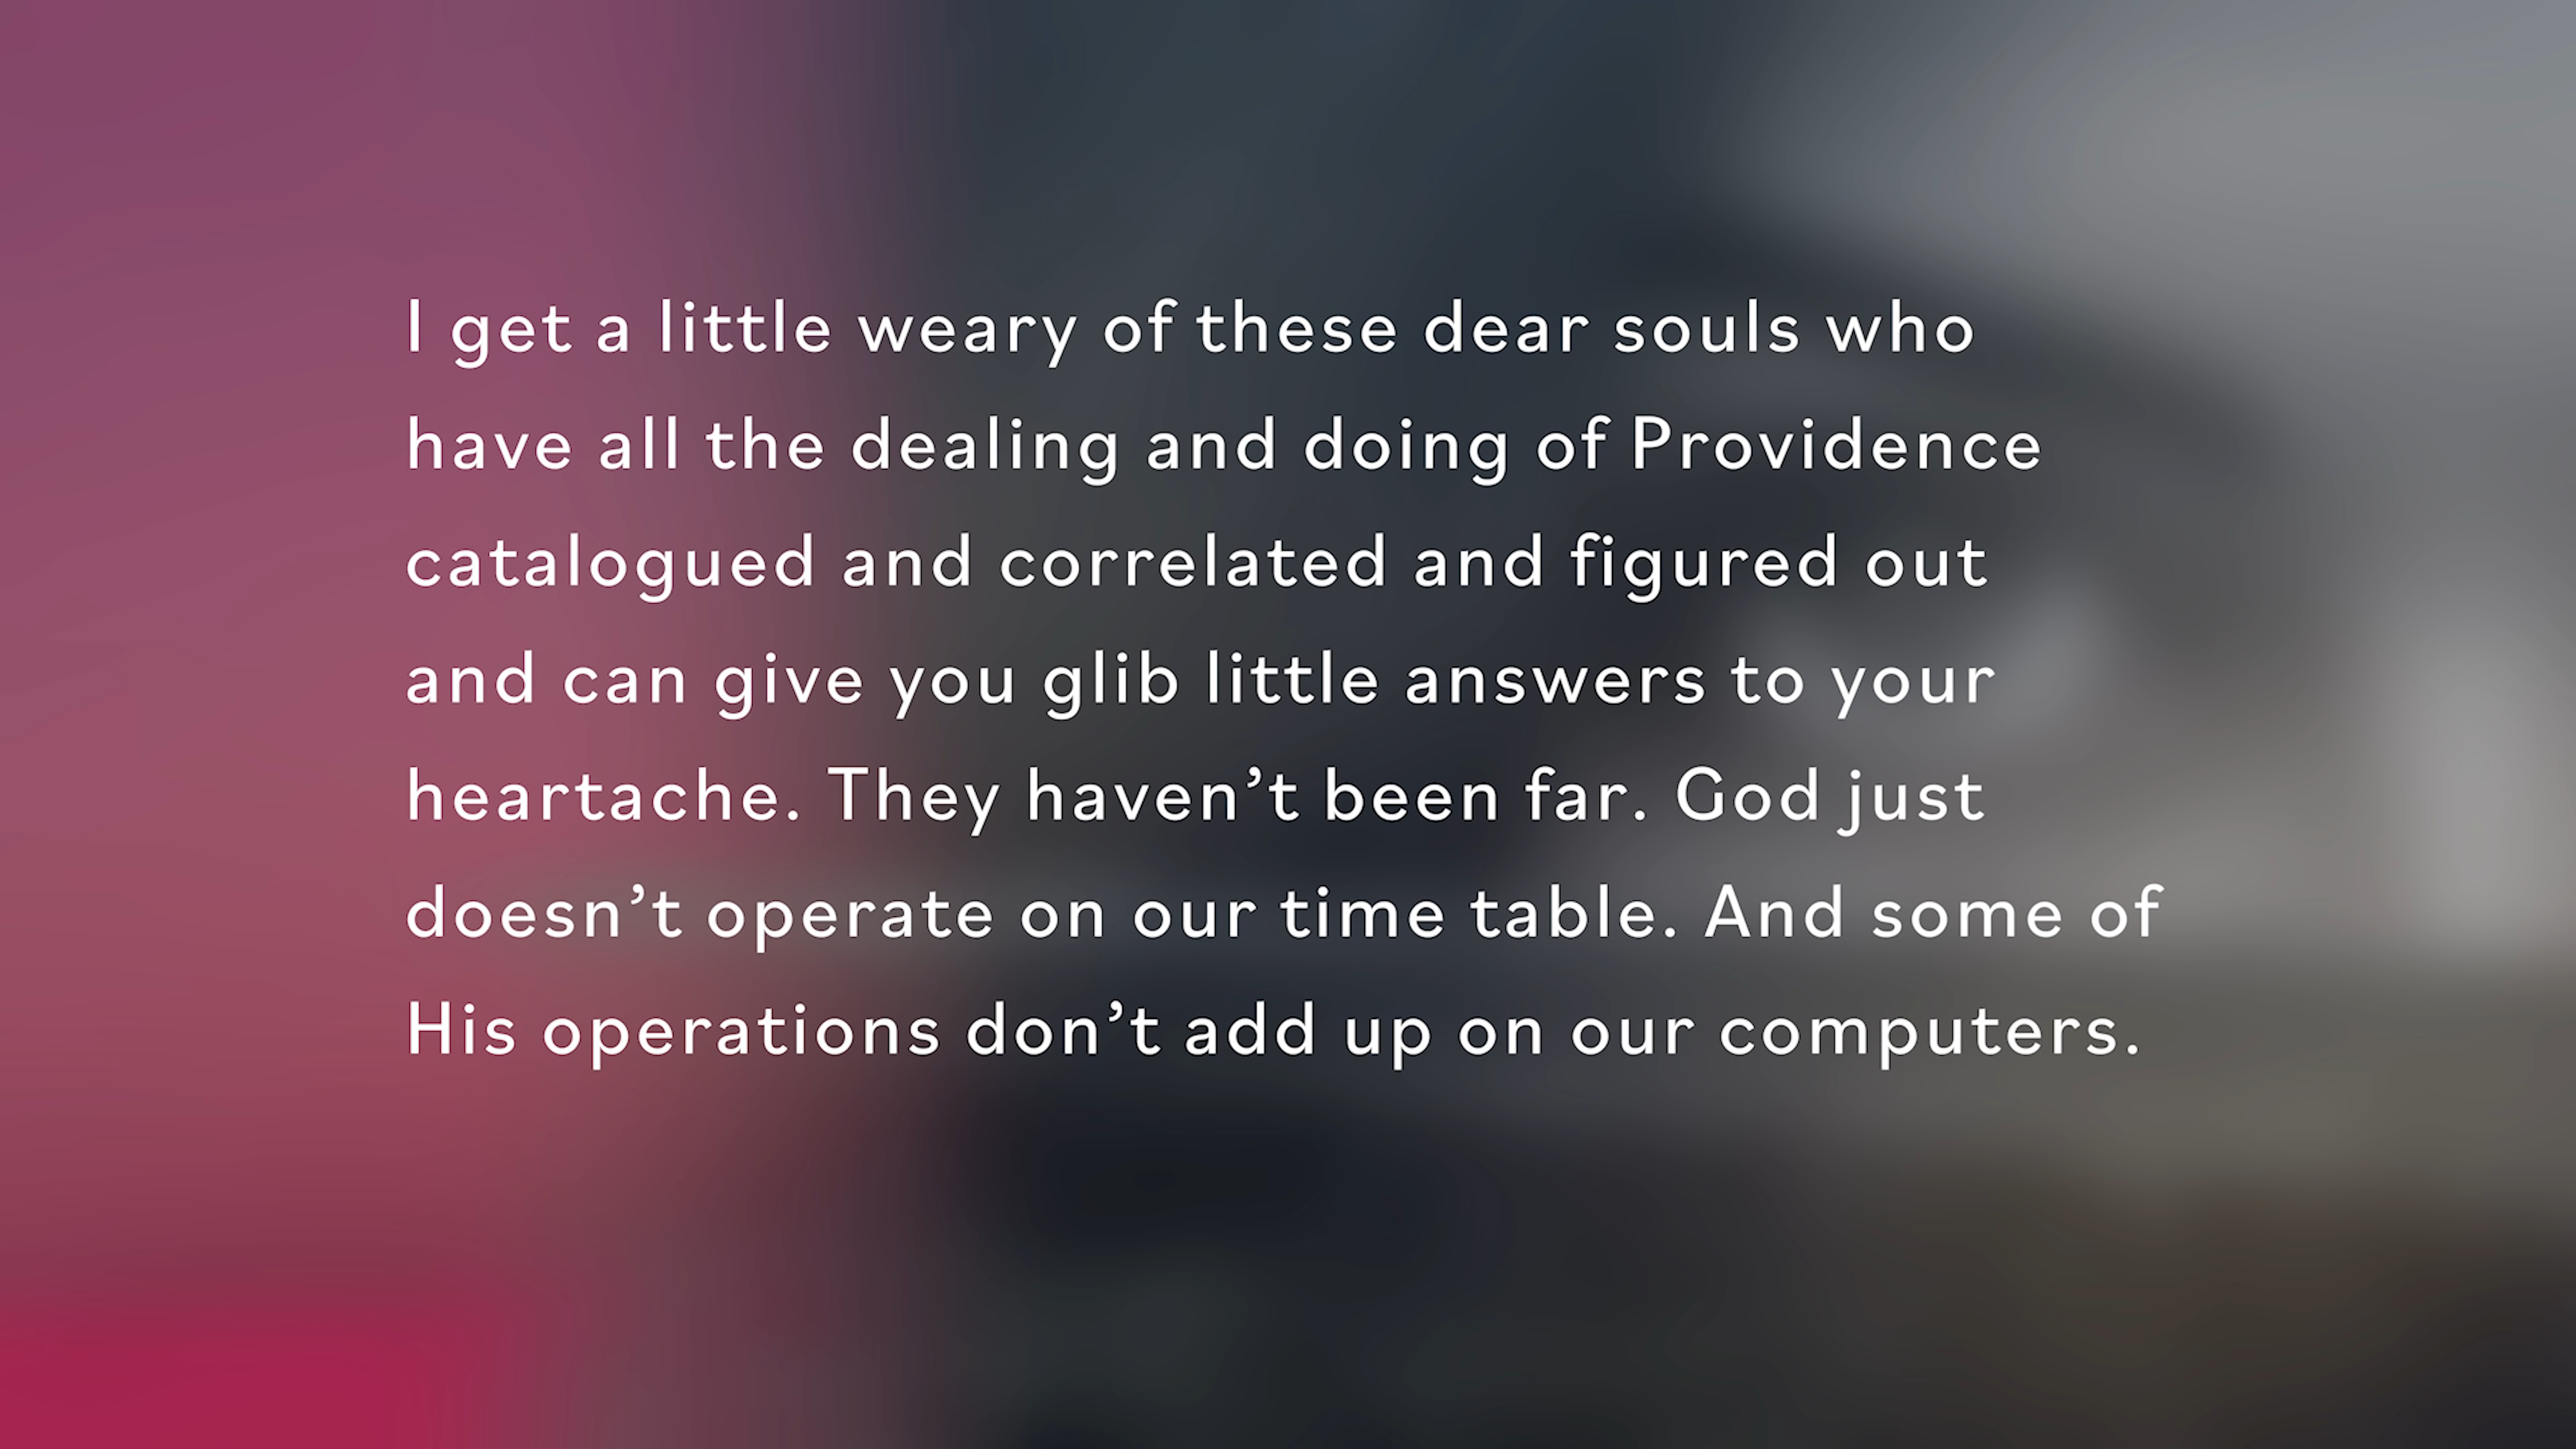 I get a little weary of these dear souls who
have all the dealing and doing of Providence
catalogued and correlated and figured out
and can give you glib little answers to your
heartache. They haven’t been far. God just
doesn’t operate on our time table. And some of
His operations don’t add up on our computers.